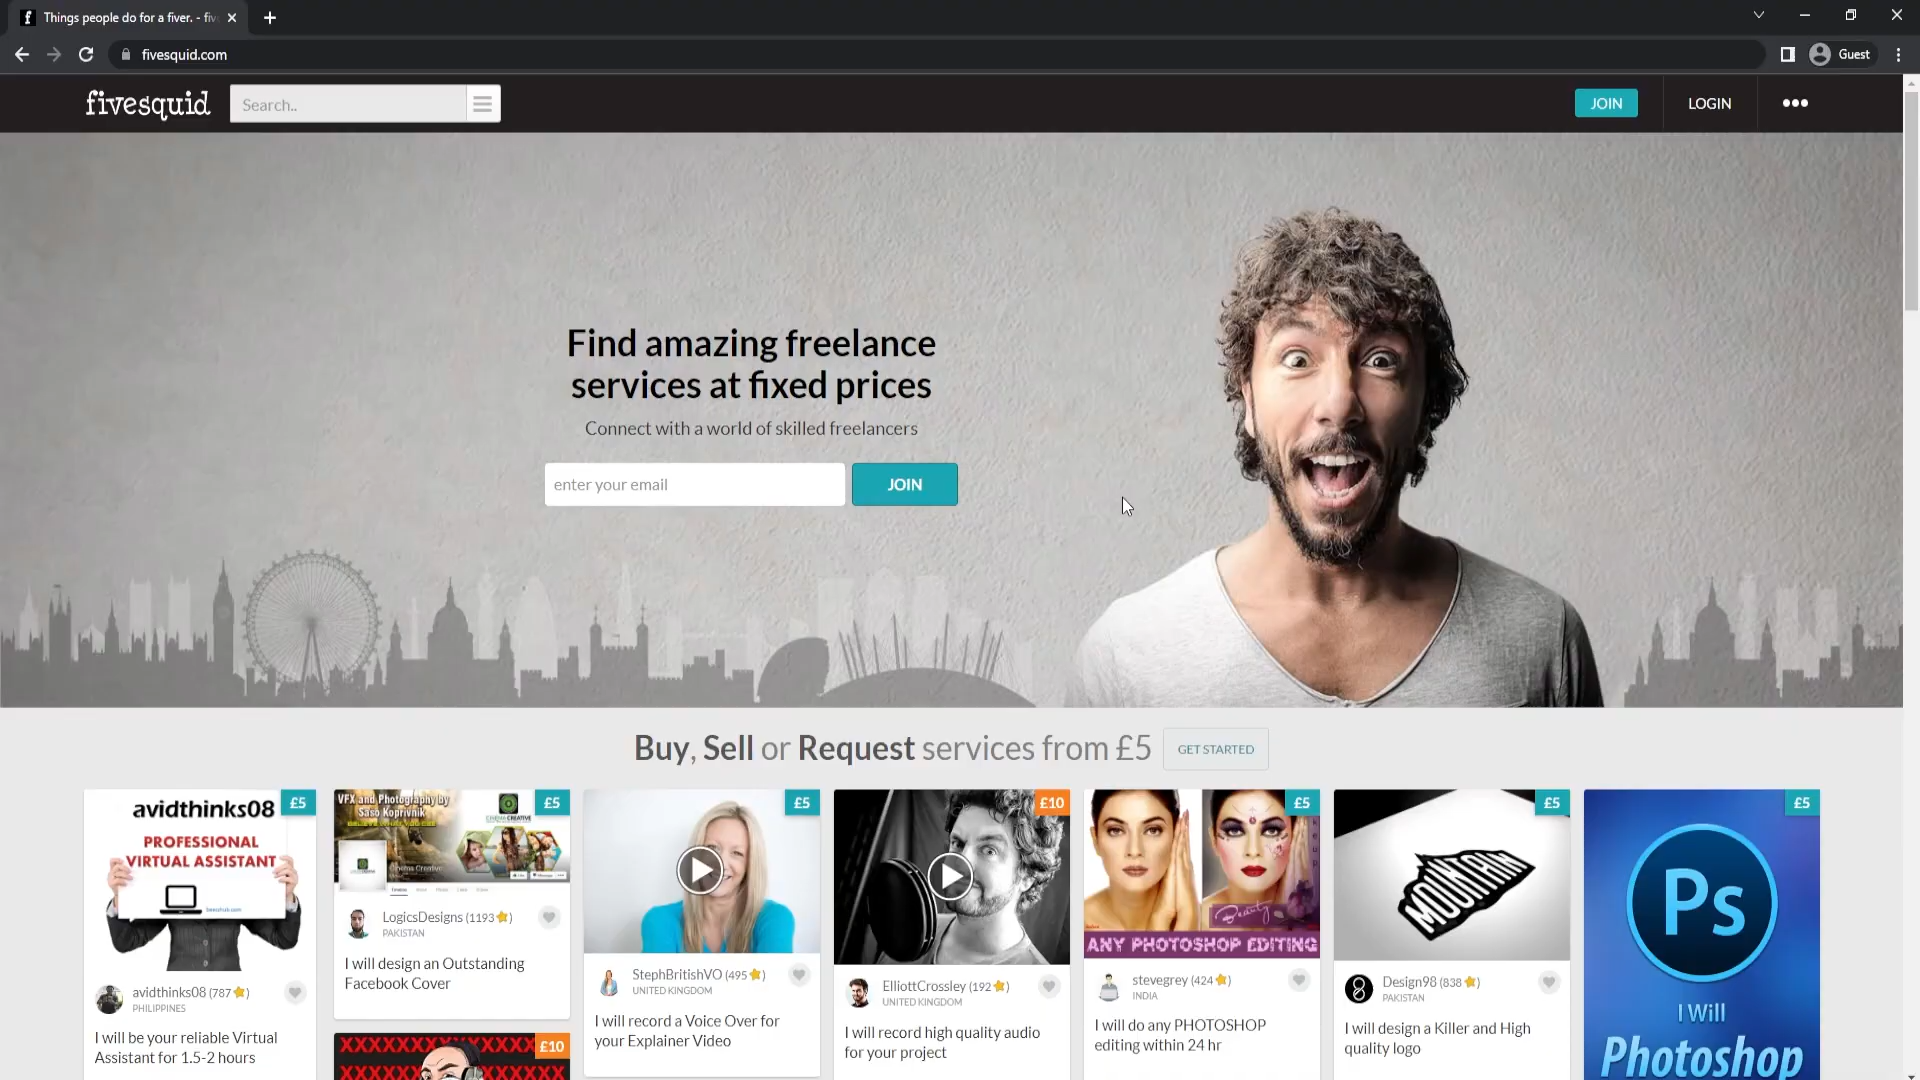 Things people do for a fiver. - fiv
fivesquid.com
Guest
fivesquid
Search..
JOIN
LOGIN
Find amazing freelance
services at fixed prices
Connect with a world of skilled freelancers
enter your email
JOIN
Buy, Sell or Request services from £5
GET STARTED
avidthinks08
£5
PROFESSIONAL
VIRTUAL ASSISTANT
avidthinks08 (787)
PHILIPPINES
I will be your reliable Virtual
Assistant for 1.5-2 hours
VFX and Photography by
Saso Koprivnik
£5
Cinema Creative
LogicsDesigns (1193)
PAKISTAN
I will design an Outstanding
Facebook Cover
£10
£5
StephBritishVO (495)
UNITED KINGDOM
I will record a Voice Over for
your Explainer Video
£10
ElliottCrossley (192)
UNITED KINGDOM
I will record high quality audio
for your project
£5
Beauty
ANY PHOTOSHOP EDITING
stevegrey (424)
INDIA
I will do any PHOTOSHOP
editing within 24 hr
£5
MOUNTAIN
Design98 (838)
PAKISTAN
I will design a Killer and High
quality logo
£5
Ps
I Will
Photoshop